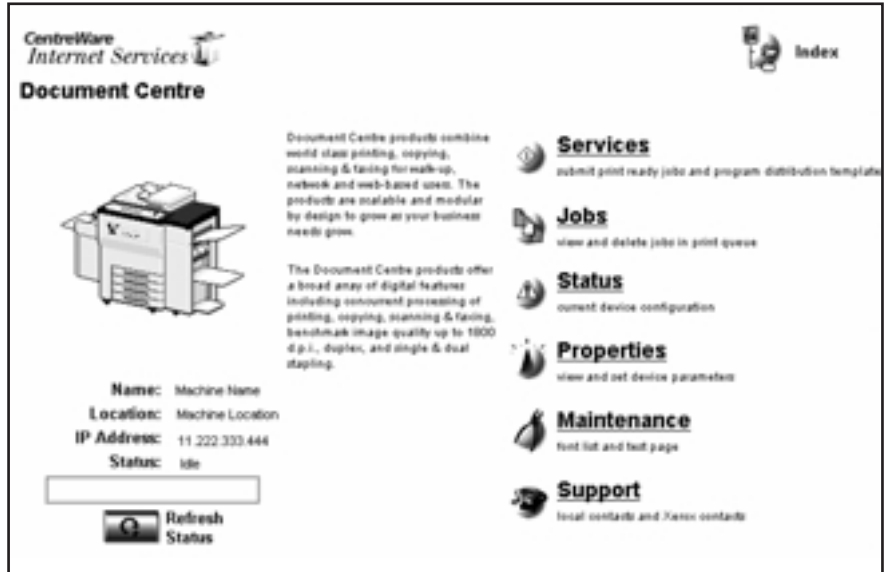 CentreWare
Internet Services
Index
Document Centre
Document Centre products combine
world class printing, copying,
scanning & faxing for walk-up,
network and web-based users. The
products are scalable and modular
by design to grow as your business
needs grow.
The Document Centre products offer
a broad array of digital features
including concurrent processing of
printing, copying, scanning & faxing,
benchmark image quality up to 1800
d.p.i., duplex, and single & dual
stapling.
Name: Machine Name
Location: Machine Location
IP Address: 11.222.333.444
Status: Idle
Refresh
Status
Services
submit print ready jobs and program distribution template
Jobs
view and delete jobs in print queue
Status
current device configuration
Properties
view and set device parameters
Maintenance
font list and test page
Support
local contacts and Xerox contacts